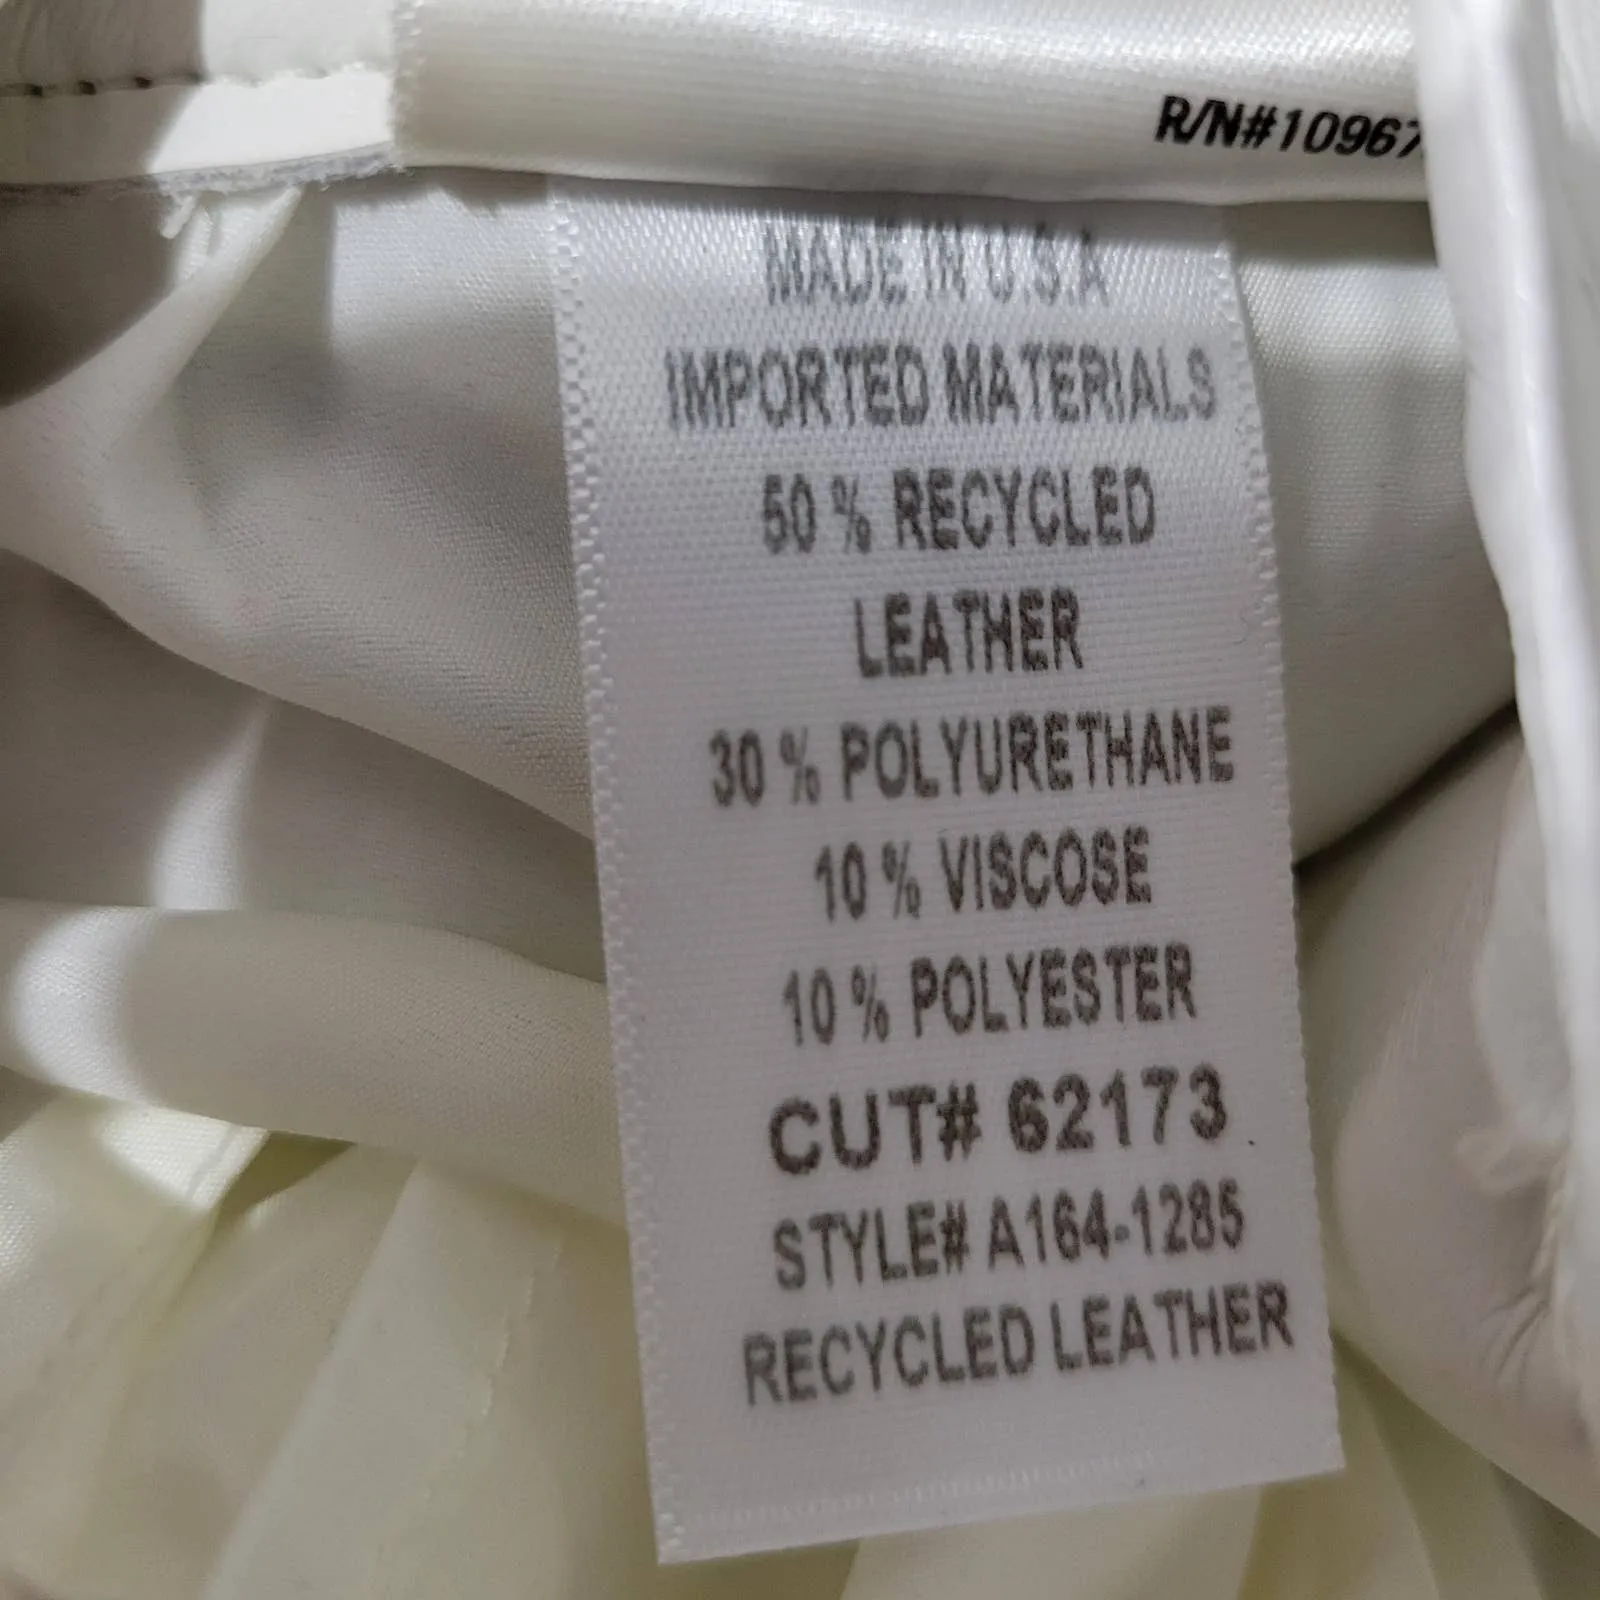 R/N#10967
MADE IN U.S.A
IMPORTED MATERIALS
50 % RECYCLED
LEATHER
30 % POLYURETHANE
10 % VISCOSE
10 % POLYESTER
CUT# 62173
STYLE# A164-1285
RECYCLED LEATHER